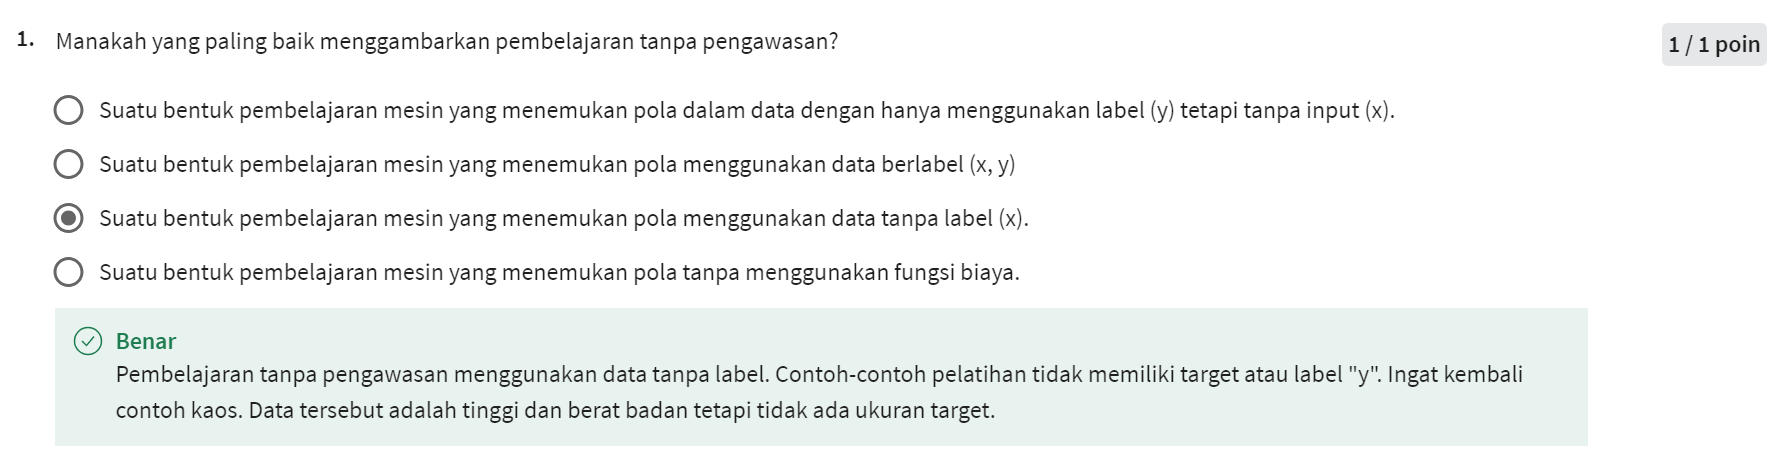 1. Manakah yang paling baik menggambarkan pembelajaran tanpa pengawasan?
1 / 1 poin
Suatu bentuk pembelajaran mesin yang menemukan pola dalam data dengan hanya menggunakan label (y) tetapi tanpa input (x).
Suatu bentuk pembelajaran mesin yang menemukan pola menggunakan data berlabel (x, y)
Suatu bentuk pembelajaran mesin yang menemukan pola menggunakan data tanpa label (x).
Suatu bentuk pembelajaran mesin yang menemukan pola tanpa menggunakan fungsi biaya.
Benar
Pembelajaran tanpa pengawasan menggunakan data tanpa label. Contoh-contoh pelatihan tidak memiliki target atau label "y". Ingat kembali
contoh kaos. Data tersebut adalah tinggi dan berat badan tetapi tidak ada ukuran target.